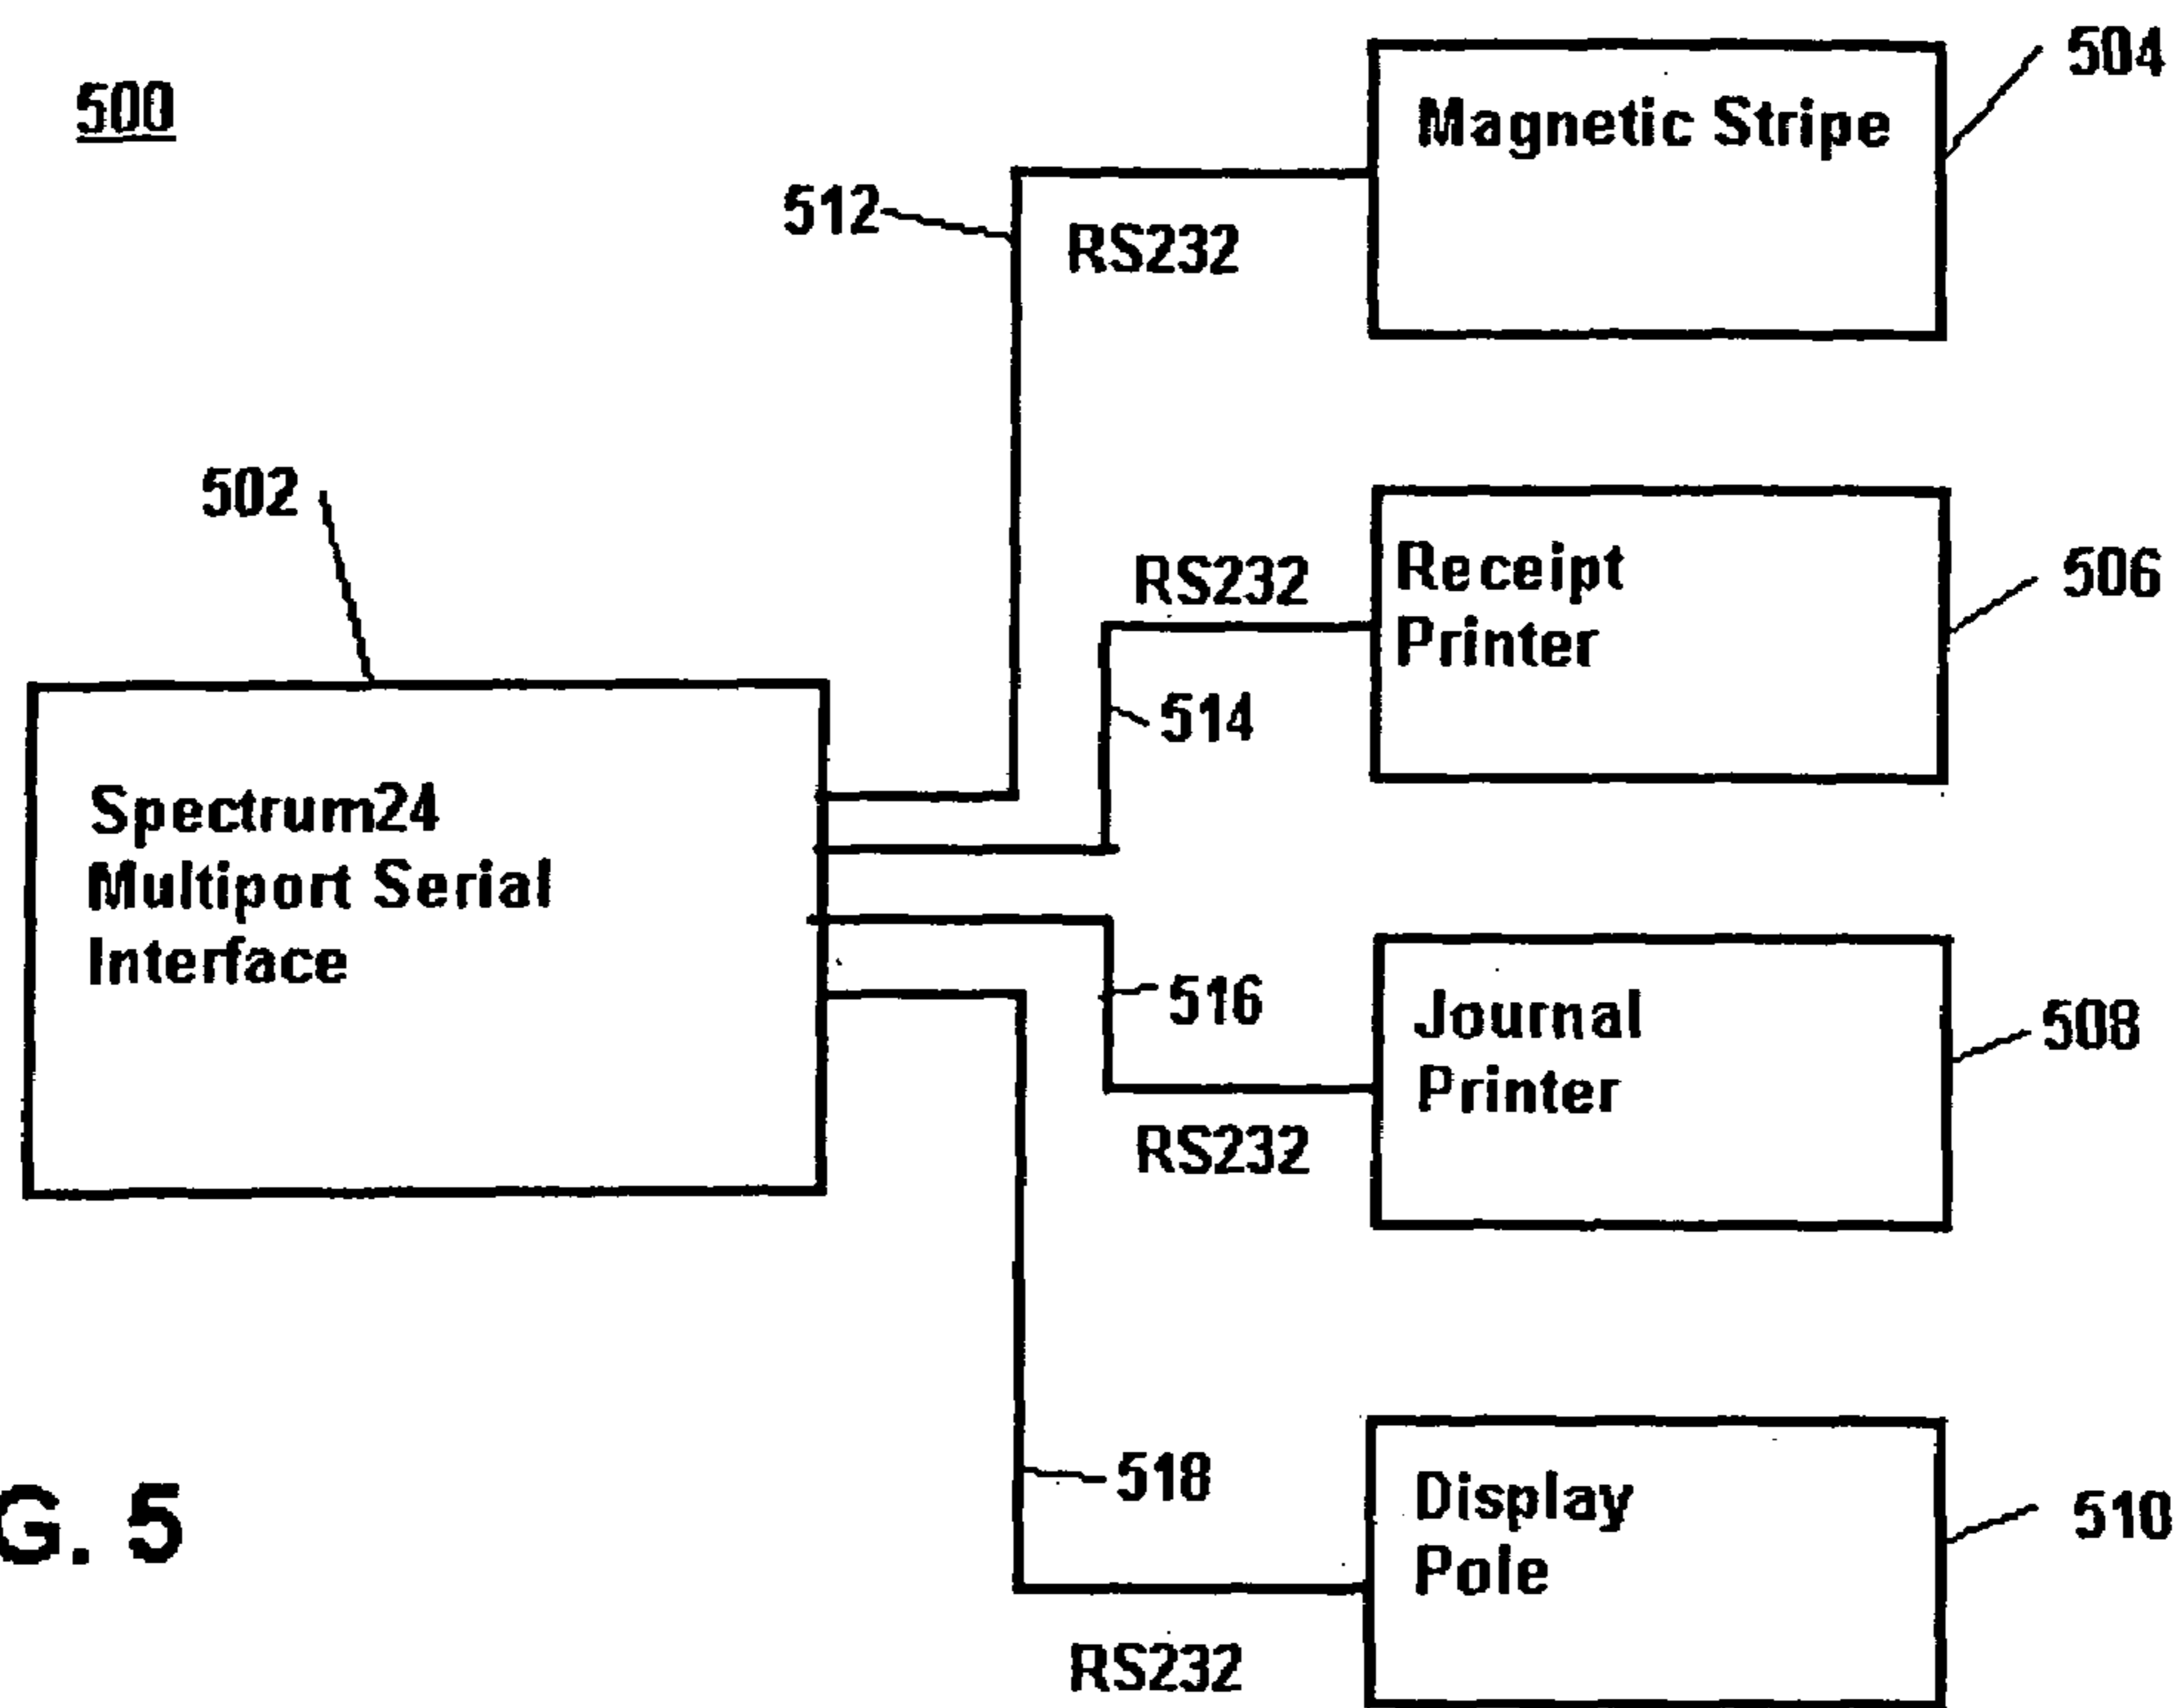 500
504
Magnetic Stripe
512
RS232
502
RS232
Receipt
Printer
506
514
Spectrum24
Multiport Serial
Interface
516
Journal
Printer
508
RS232
518
Display
Pole
510
G. 5
RS232